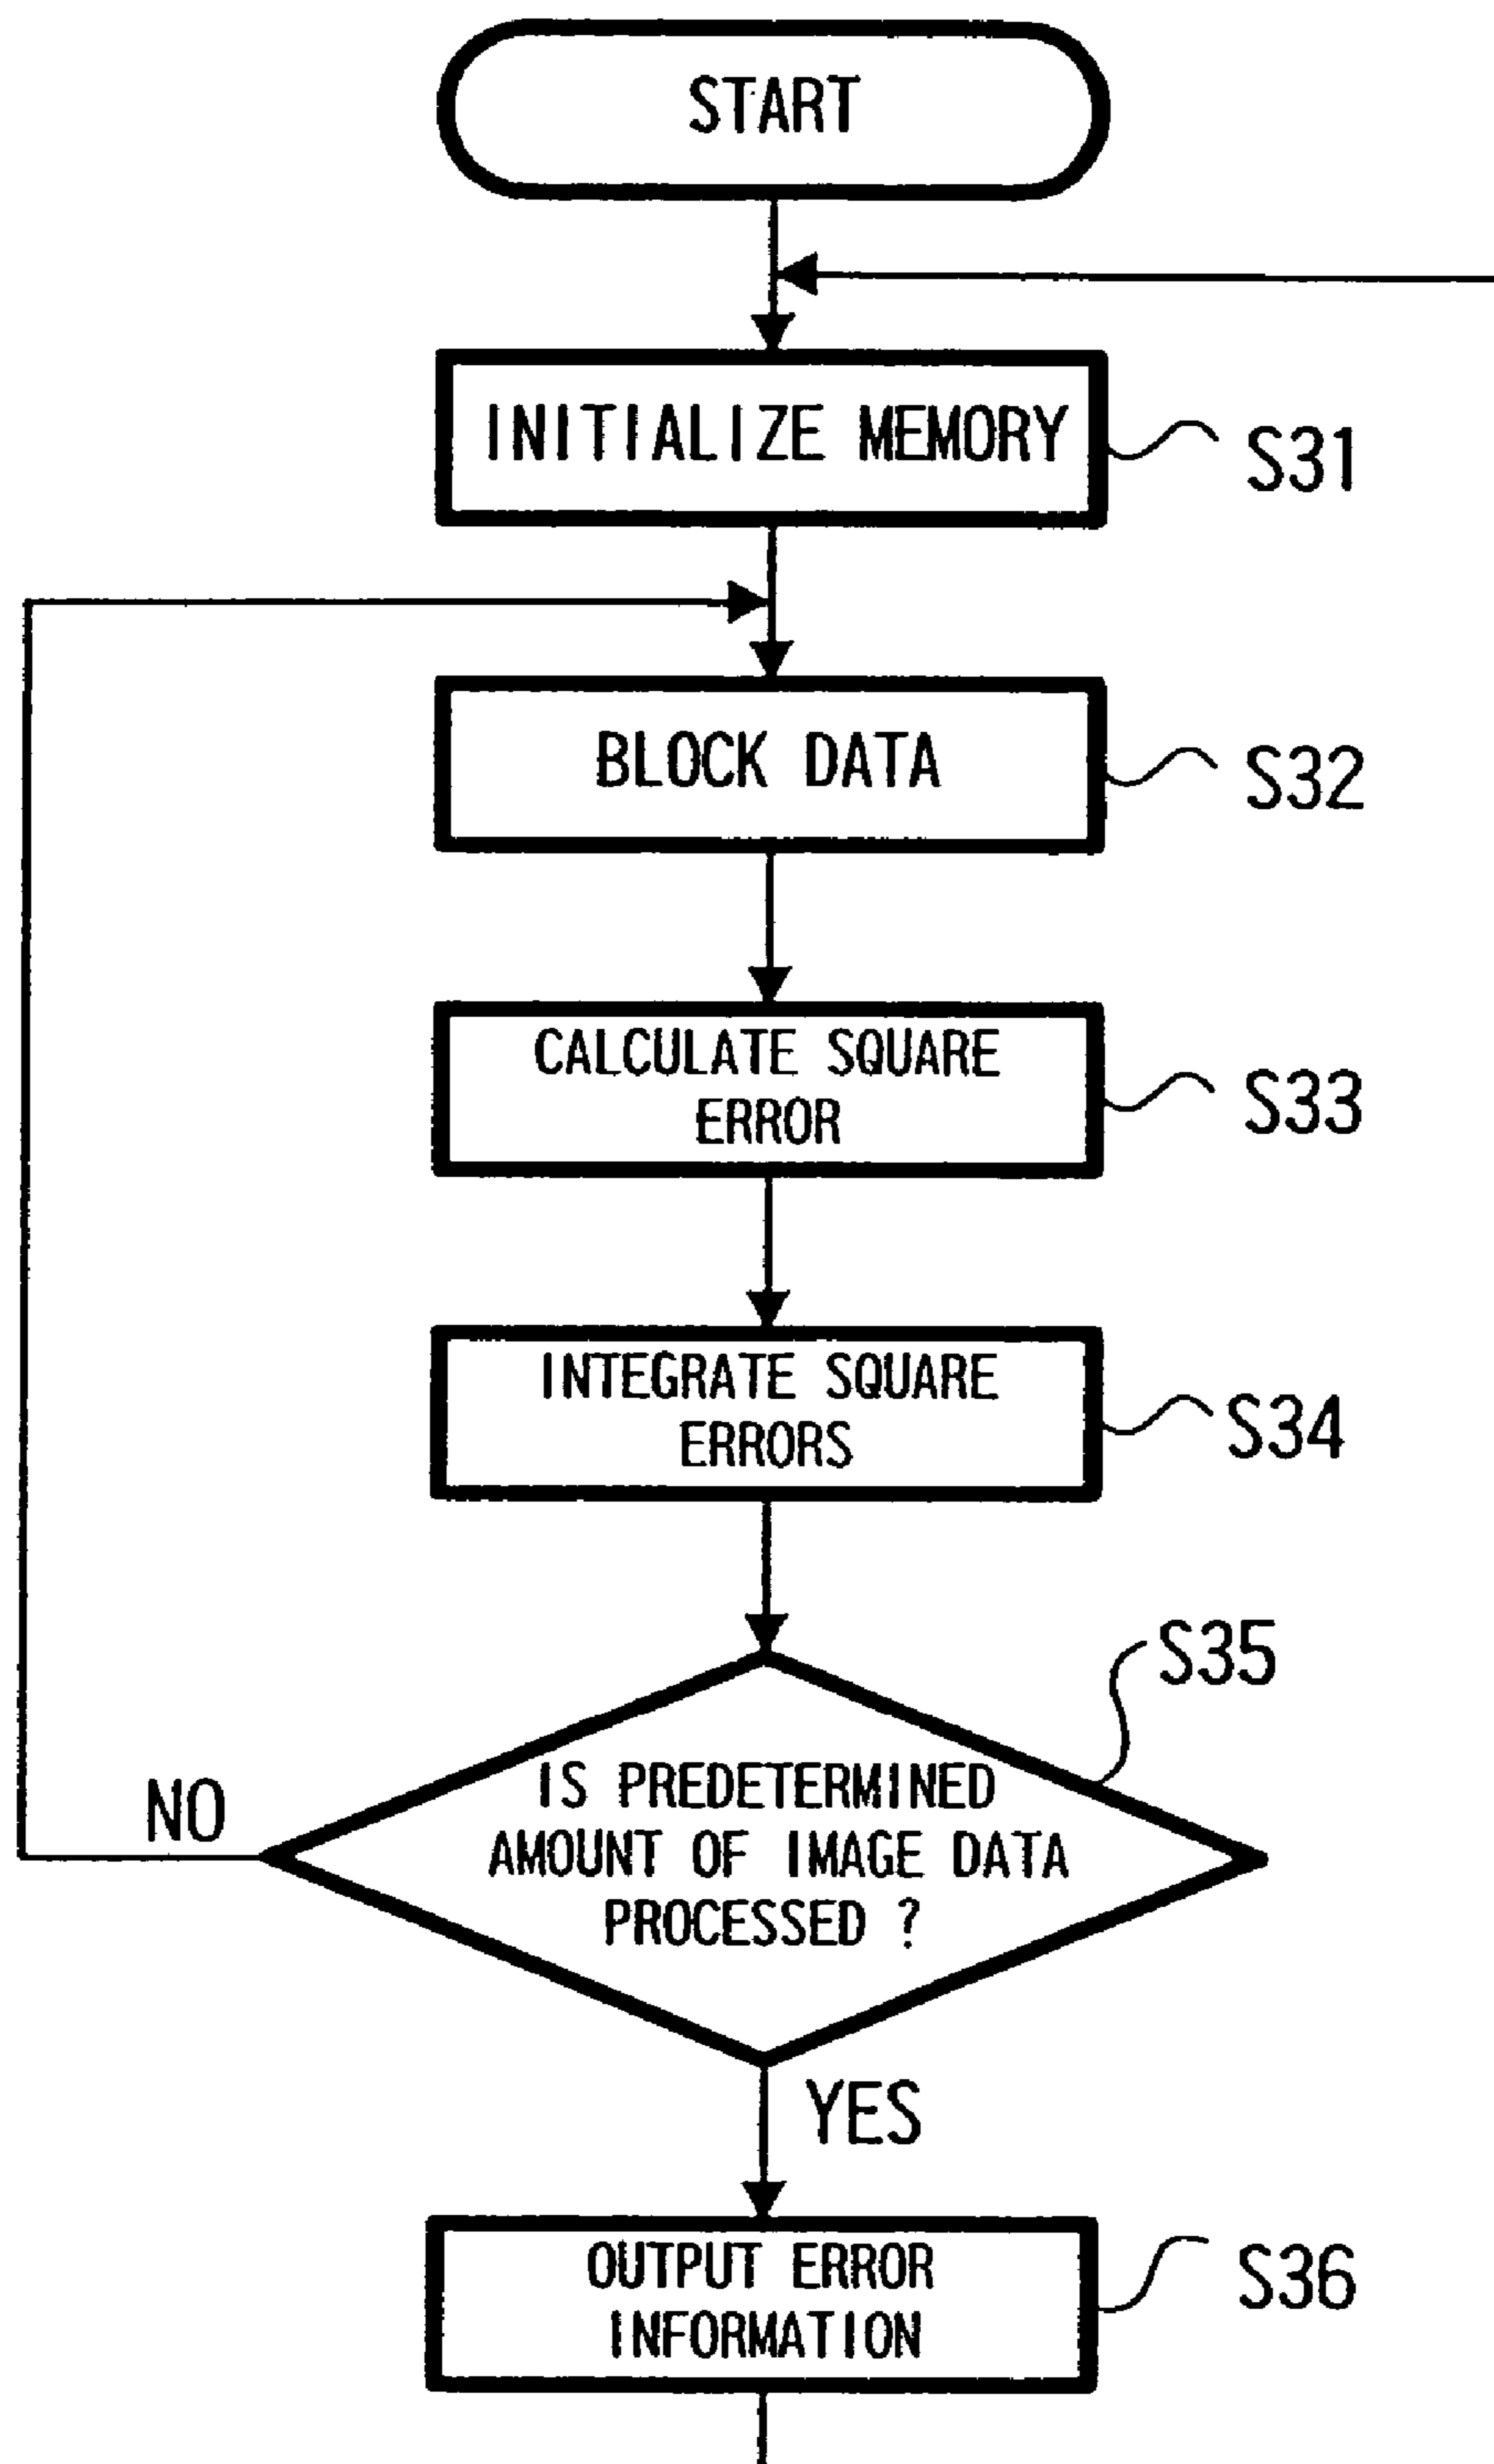 START
INITIALIZE MEMORY
S31
BLOCK DATA
S32
CALCULATE SQUARE
ERROR
S33
INTEGRATE SQUARE
ERRORS
S34
S35
IS PREDETERMINED
AMOUNT OF IMAGE DATA
PROCESSED ?
NO
YES
OUTPUT ERROR
INFORMATION
S36